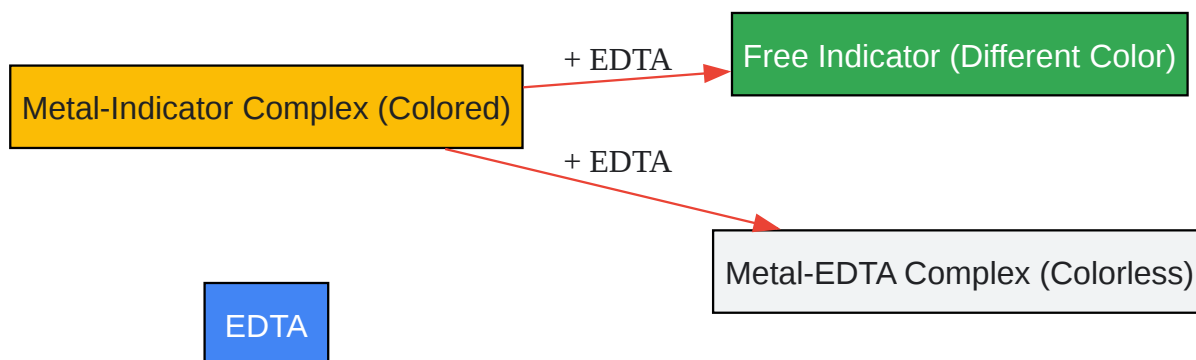 + EDTA
Free Indicator (Different Color)
Metal-Indicator Complex (Colored)
+ EDTA
Metal-EDTA Complex (Colorless)
EDTA